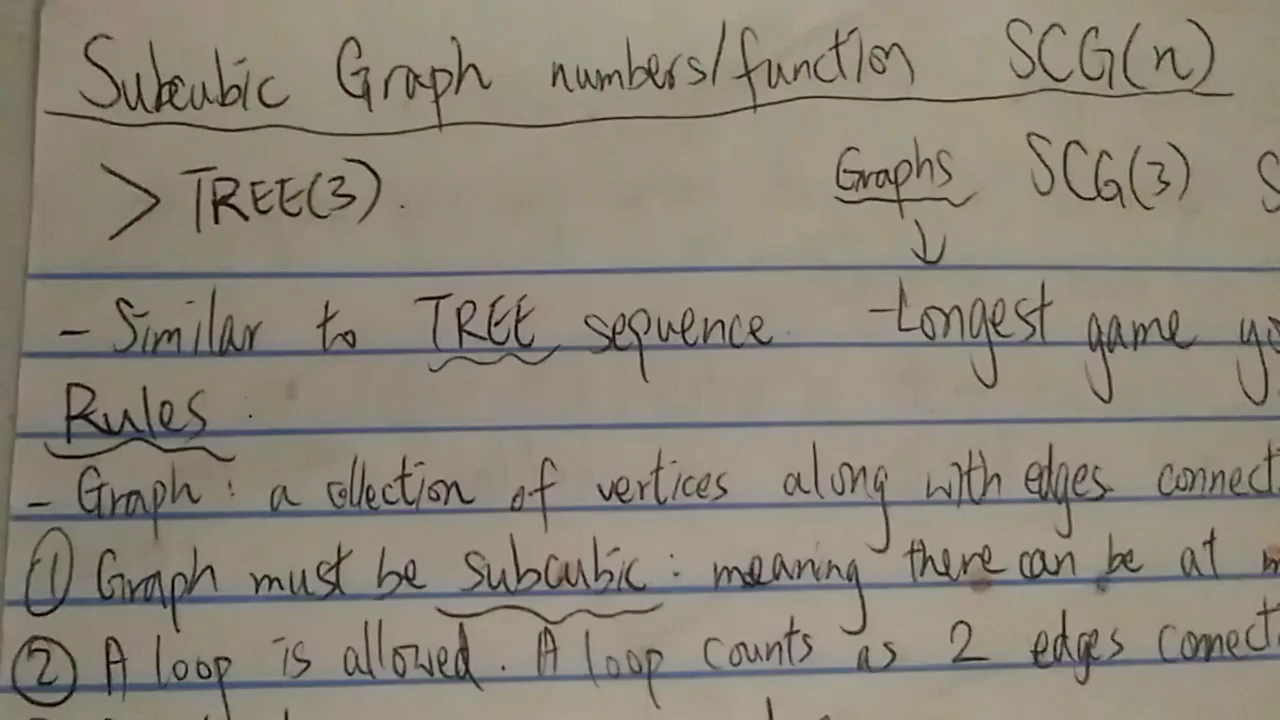 Subcubic Graph numbers/function SCG(n)
> TREE(3). Graphs SCG(3)
↓
- Similar to TREE sequence. - Longest game
Rules :
- Graph : a collection of vertices along with edges
① Graph must be subcubic : meaning there can be at
② A loop is allowed. A loop counts as 2 edges